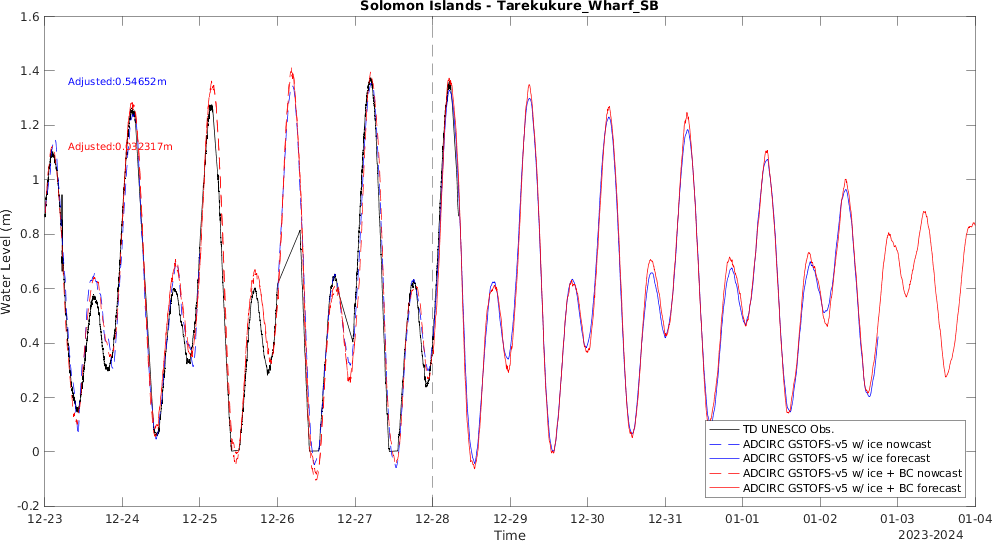 Solomon Islands - Tarekukure_Wharf_SB
1.6
1.4
1.2
1
0.8
0.6
0.4
0.2
0
-0.2
Water Level (m)
Adjusted:0.54652m
Adjusted:0.032317m
TD UNESCO Obs.
ADCIRC GSTOFS-v5 w/ ice nowcast
ADCIRC GSTOFS-v5 w/ ice forecast
ADCIRC GSTOFS-v5 w/ ice + BC nowcast
ADCIRC GSTOFS-v5 w/ ice + BC forecast
12-23 12-24 12-25 12-26 12-27 12-28 12-29 12-30 12-31 01-01 01-02 01-03 01-04
Time
2023-2024